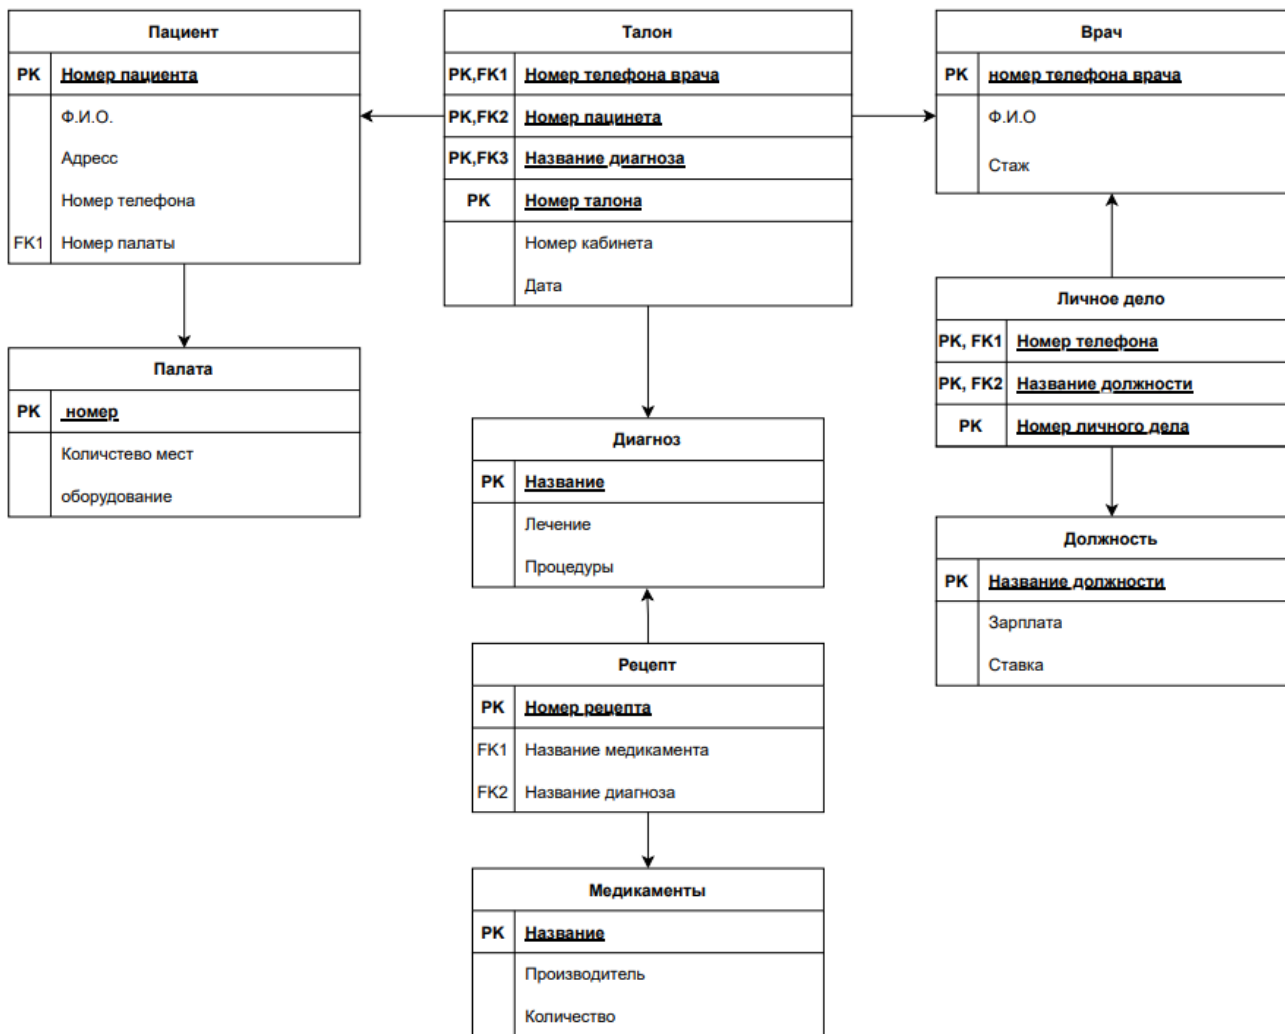 Пациент
PK Номер пациента
Ф.И.О.
Адресс
Номер телефона
FK1 Номер палаты
Палата
PK номер
Количстево мест
оборудование
Талон
PK,FK1 Номер телефона врача
PK,FK2 Номер пацинета
PK,FK3 Название диагноза
PK Номер талона
Номер кабинета
Дата
Диагноз
PK Название
Лечение
Процедуры
Рецепт
PK Номер рецепта
FK1 Название медикамента
FK2 Название диагноза
Медикаменты
PK Название
Производитель
Количество
Врач
PK номер телефона врача
Ф.И.О
Стаж
Личное дело
PK, FK1 Номер телефона
PK, FK2 Название должности
PK Номер личного дела
Должность
PK Название должности
Зарплата
Ставка